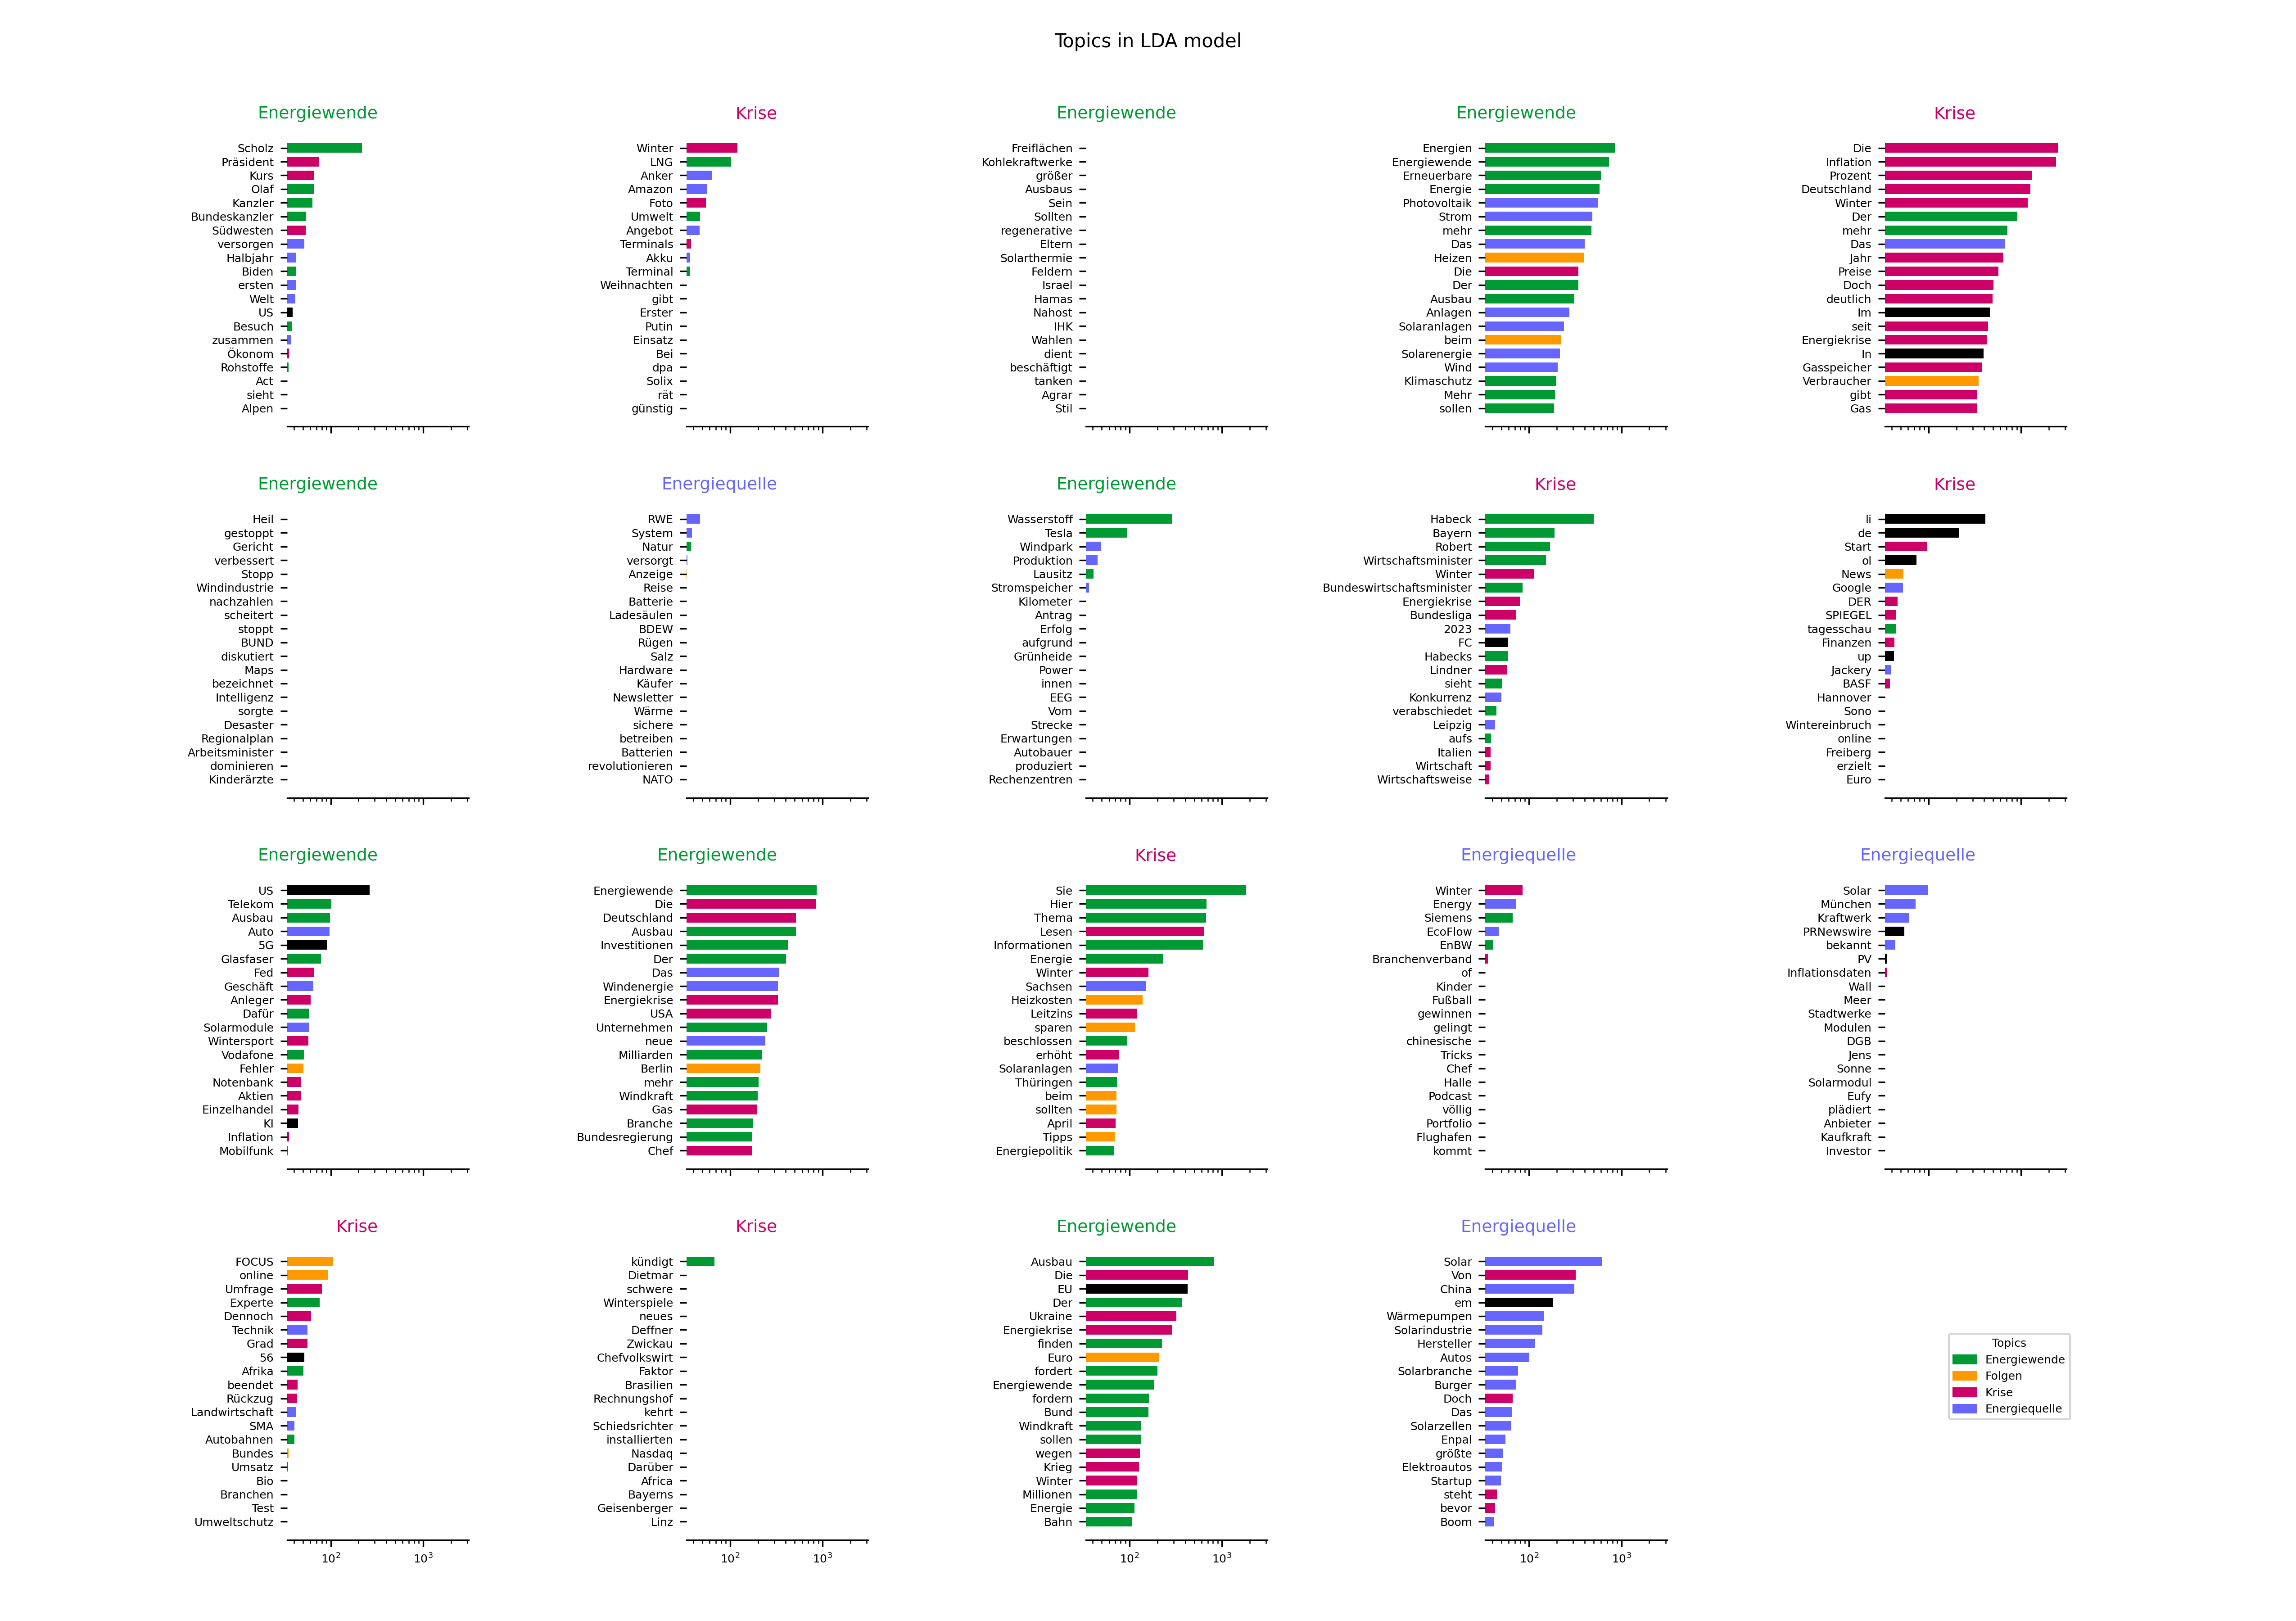 Topics in LDA model
Energiewende
Scholz
Präsident
Kurs
Olaf
Kanzler
Bundeskanzler
Südwesten
versorgen
Halbjahr
Biden
ersten
Welt
US
Besuch
zusammen
Ökonom
Rohstoffe
Act
sieht
Alpen
Krise
Winter
LNG
Anker
Amazon
Foto
Umwelt
Angebot
Terminals
Akku
Terminal
Weihnachten
gibt
Erster
Putin
Einsatz
Bei
dpa
Solix
rät
günstig
Energiewende
Freiflächen
Kohlekraftwerke
größer
Ausbaus
Sein
Sollten
regenerative
Eltern
Solarthermie
Feldern
Israel
Hamas
Nahost
IHK
Wahlen
dient
beschäftigt
tanken
Agrar
Stil
Energiewende
Energien
Energiewende
Erneuerbare
Energie
Photovoltaik
Strom
mehr
Das
Heizen
Die
Der
Ausbau
Anlagen
Solaranlagen
beim
Solarenergie
Wind
Klimaschutz
Mehr
sollen
Krise
Die
Inflation
Prozent
Deutschland
Winter
Der
mehr
Das
Jahr
Preise
Doch
deutlich
Im
seit
Energiekrise
In
Gasspeicher
Verbraucher
gibt
Gas
Energiewende
Heil
gestoppt
Gericht
verbessert
Stopp
Windindustrie
nachzahlen
scheitert
stoppt
BUND
diskutiert
Maps
bezeichnet
Intelligenz
sorgte
Desaster
Regionalplan
Arbeitsminister
dominieren
Kinderärzte
Energiequelle
RWE
System
Natur
versorgt
Anzeige
Reise
Batterie
Ladesäulen
BDEW
Rügen
Salz
Hardware
Käufer
Newsletter
Wärme
sichere
betreiben
Batterien
revolutionieren
NATO
Energiewende
Wasserstoff
Tesla
Windpark
Produktion
Lausitz
Stromspeicher
Kilometer
Antrag
Erfolg
aufgrund
Grünheide
Power
innen
EEG
Vom
Strecke
Erwartungen
Autobauer
produziert
Rechenzentren
Krise
Habeck
Bayern
Robert
Wirtschaftsminister
Winter
Bundeswirtschaftsminister
Energiekrise
Bundesliga
2023
FC
Habecks
Lindner
sieht
Konkurrenz
verabschiedet
Leipzig
aufs
Italien
Wirtschaft
Wirtschaftsweise
Krise
li
de
Start
ol
News
Google
DER
SPIEGEL
tagesschau
Finanzen
up
Jackery
BASF
Hannover
Sono
Wintereinbruch
online
Freiberg
erzielt
Euro
Energiewende
US
Telekom
Ausbau
Auto
5G
Glasfaser
Fed
Geschäft
Anleger
Dafür
Solarmodule
Wintersport
Vodafone
Fehler
Notenbank
Aktien
Einzelhandel
KI
Inflation
Mobilfunk
Energiewende
Energiewende
Die
Deutschland
Ausbau
Investitionen
Der
Das
Windenergie
Energiekrise
USA
Unternehmen
neue
Milliarden
Berlin
mehr
Windkraft
Gas
Branche
Bundesregierung
Chef
Krise
Sie
Hier
Thema
Lesen
Informationen
Energie
Winter
Sachsen
Heizkosten
Leitzins
sparen
beschlossen
erhöht
Solaranlagen
Thüringen
beim
sollten
April
Tipps
Energiepolitik
Energiequelle
Winter
Energy
Siemens
EcoFlow
EnBW
Branchenverband
of
Kinder
Fußball
gewinnen
gelingt
chinesische
Tricks
Chef
Halle
Podcast
völlig
Portfolio
Flughafen
kommt
Energiequelle
Solar
München
Kraftwerk
PRNewswire
bekannt
PV
Inflationsdaten
Wall
Meer
Stadtwerke
Modulen
DGB
Jens
Sonne
Solarmodul
Eufy
plädiert
Anbieter
Kaufkraft
Investor
Krise
FOCUS
online
Umfrage
Experte
Dennoch
Technik
Grad
56
Afrika
beendet
Rückzug
Landwirtschaft
SMA
Autobahnen
Bundes
Umsatz
Bio
Branchen
Test
Umweltschutz
10²
10³
Krise
kündigt
Dietmar
schwere
Winterspiele
neues
Deffner
Zwickau
Chefvolkswirt
Faktor
Brasilien
Rechnungshof
kehrt
Schiedsrichter
installierten
Nasdaq
Darüber
Africa
Bayerns
Geisenberger
Linz
10²
10³
Energiewende
Ausbau
Die
EU
Der
Ukraine
Energiekrise
finden
Euro
fordert
Energiewende
fordern
Bund
Windkraft
sollen
wegen
Krieg
Winter
Millionen
Energie
Bahn
10²
10³
Energiequelle
Solar
Von
China
em
Wärmepumpen
Solarindustrie
Hersteller
Autos
Solarbranche
Burger
Doch
Das
Solarzellen
Enpal
größte
Elektroautos
Startup
steht
bevor
Boom
10²
10³
Topics
Energiewende
Folgen
Krise
Energiequelle